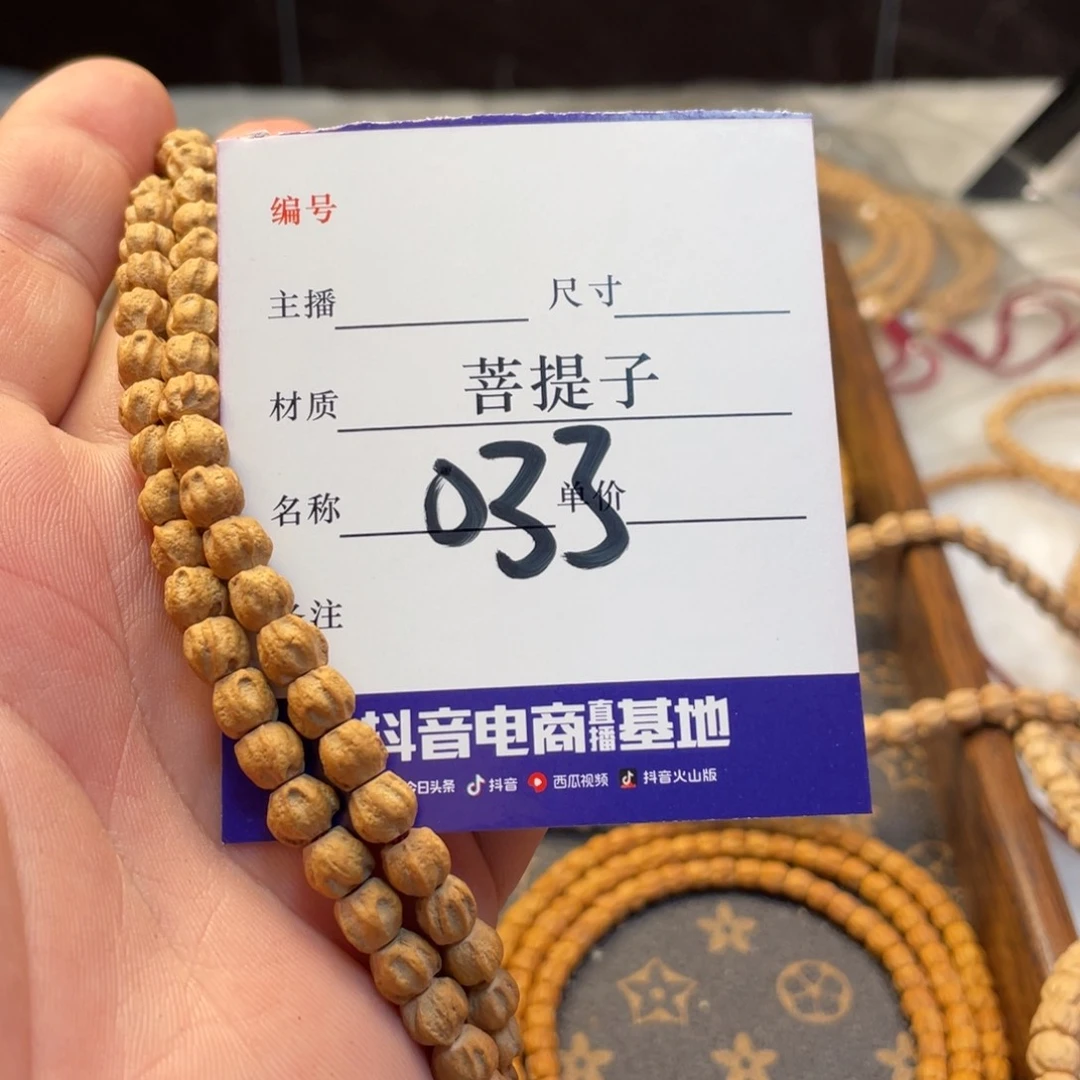 编号
主播 尺寸
材质 菩提子
名称 033 单价
注
抖音电商直播基地
今日头条 抖音 西瓜视频 抖音火山版